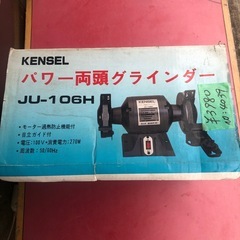 KENSEL
パワー両頭グラインダー
JU-106H
・モーター過熱防止機能付
・目立ガイド付
・電圧:100V・消費電力:270W
・周波数:50/60Hz